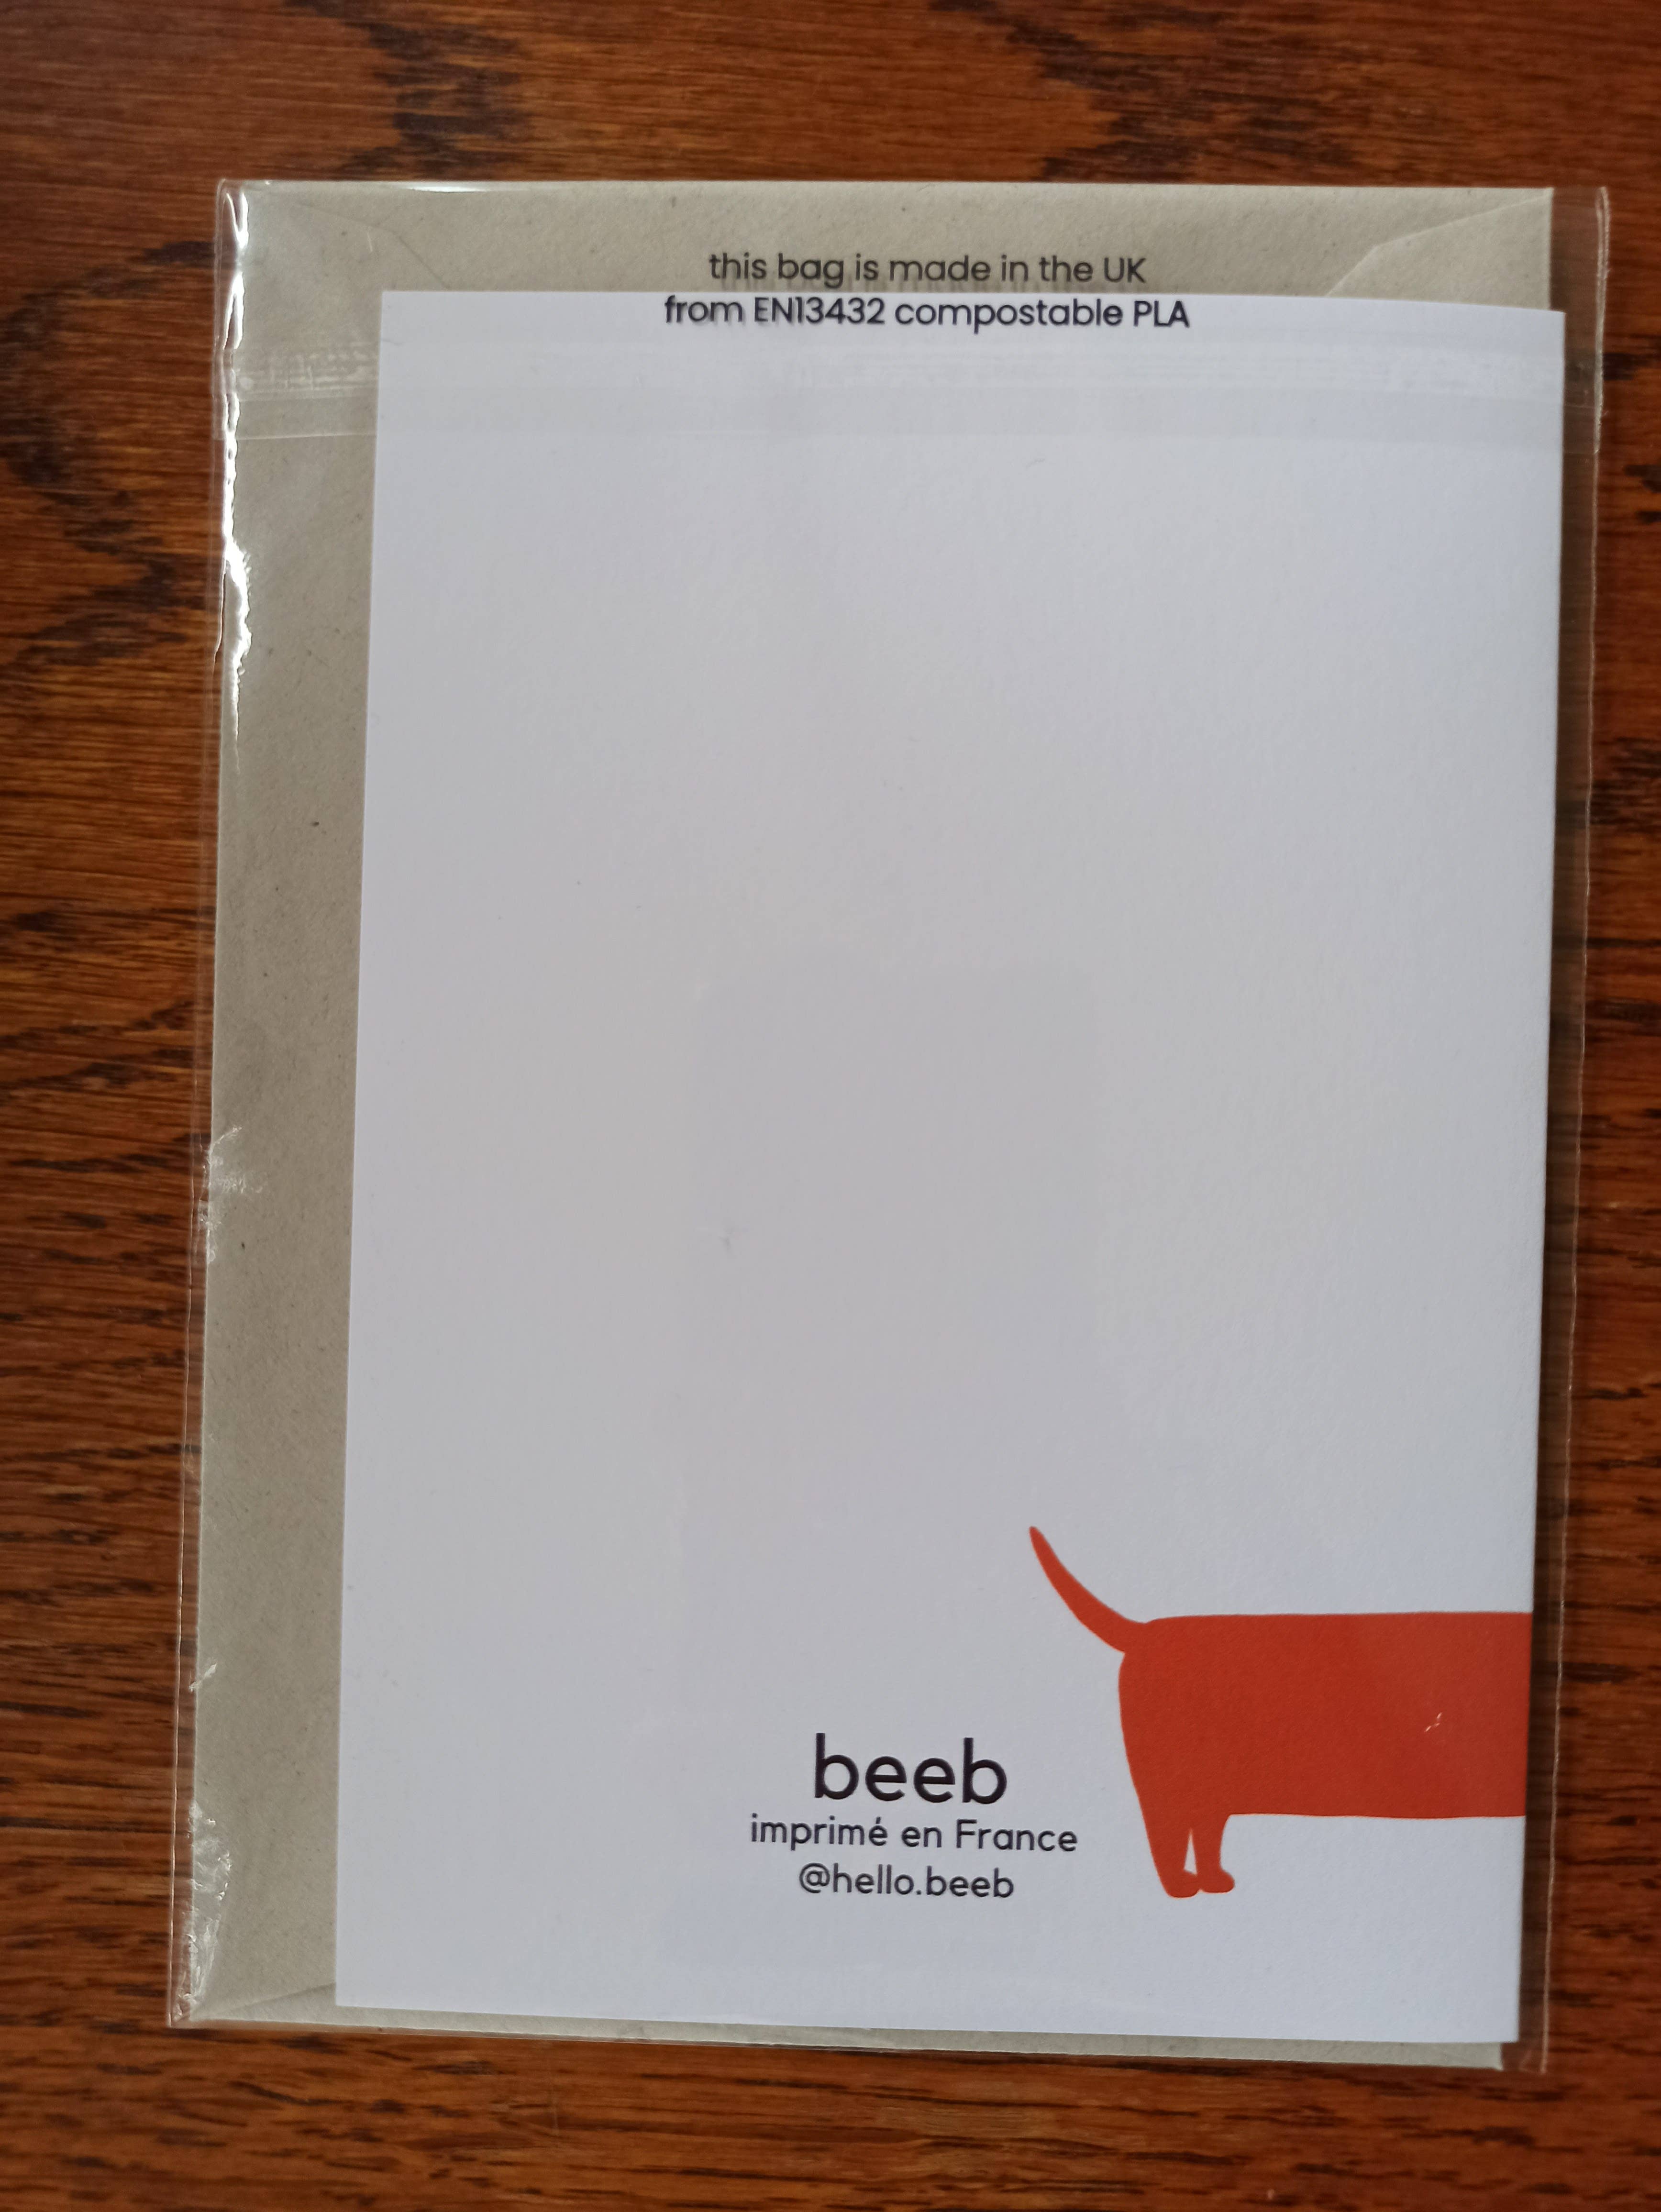 this bag is made in the UK
from EN13432 compostable PLA
beeb
imprimé en France
@hello.beeb